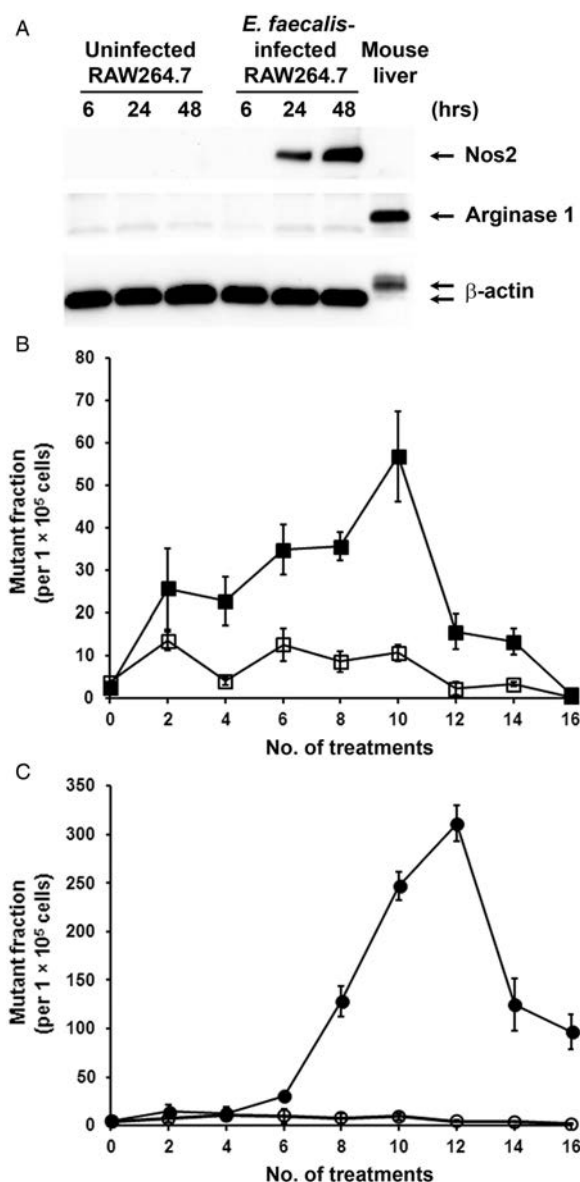 A
Uninfected
RAW264.7
E. faecalis-
infected
RAW264.7
Mouse
liver
6 24 48 6 24 48 (hrs)
Nos2
Arginase 1
β-actin
B
Mutant fraction
(per 1 × 10⁵ cells)
80
70
60
50
40
30
20
10
0
0 2 4 6 8 10 12 14 16
No. of treatments
C
Mutant fraction
(per 1 × 10⁵ cells)
350
300
250
200
150
100
50
0
0 2 4 6 8 10 12 14 16
No. of treatments